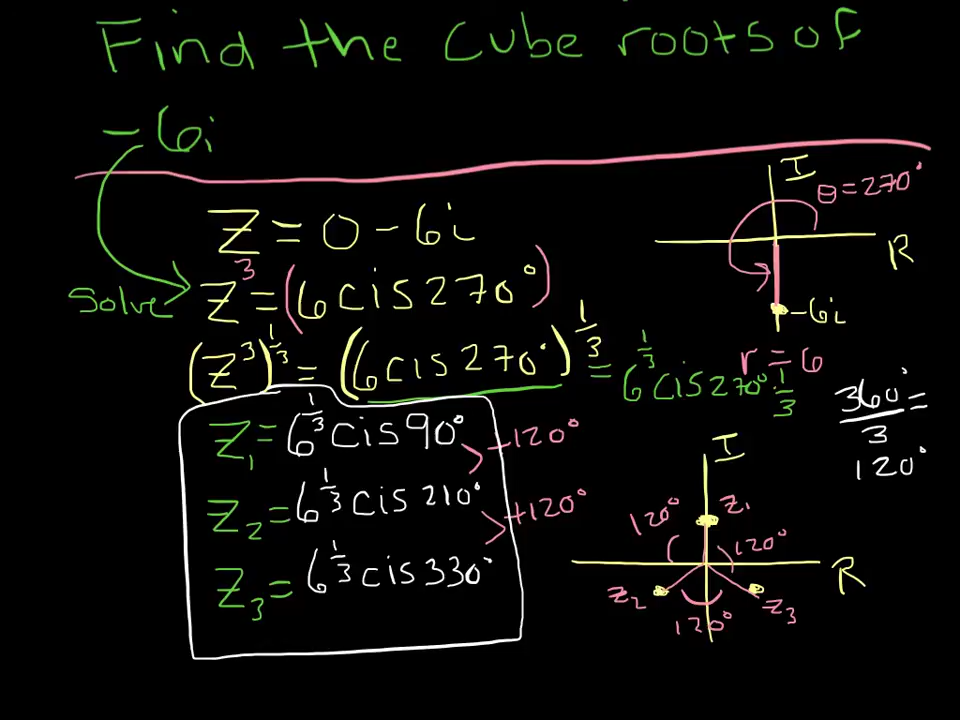 Find the cube roots of
-6i
I
θ = 270°
R
Z = 0 - 6i
Solve
Z³ = (6 cis 270°)
-6i
r = 6
(Z³)^1/3 = (6 cis 270°)^1/3 = 6^1/3 cis 270° · 1/3
360°/3 =
120°
Z₁ = 6^1/3 cis 90°
+120°
Z₂ = 6^1/3 cis 210°
+120°
Z₃ = 6^1/3 cis 330°
I
Z₁
120°
120°
R
Z₂
Z₃
120°